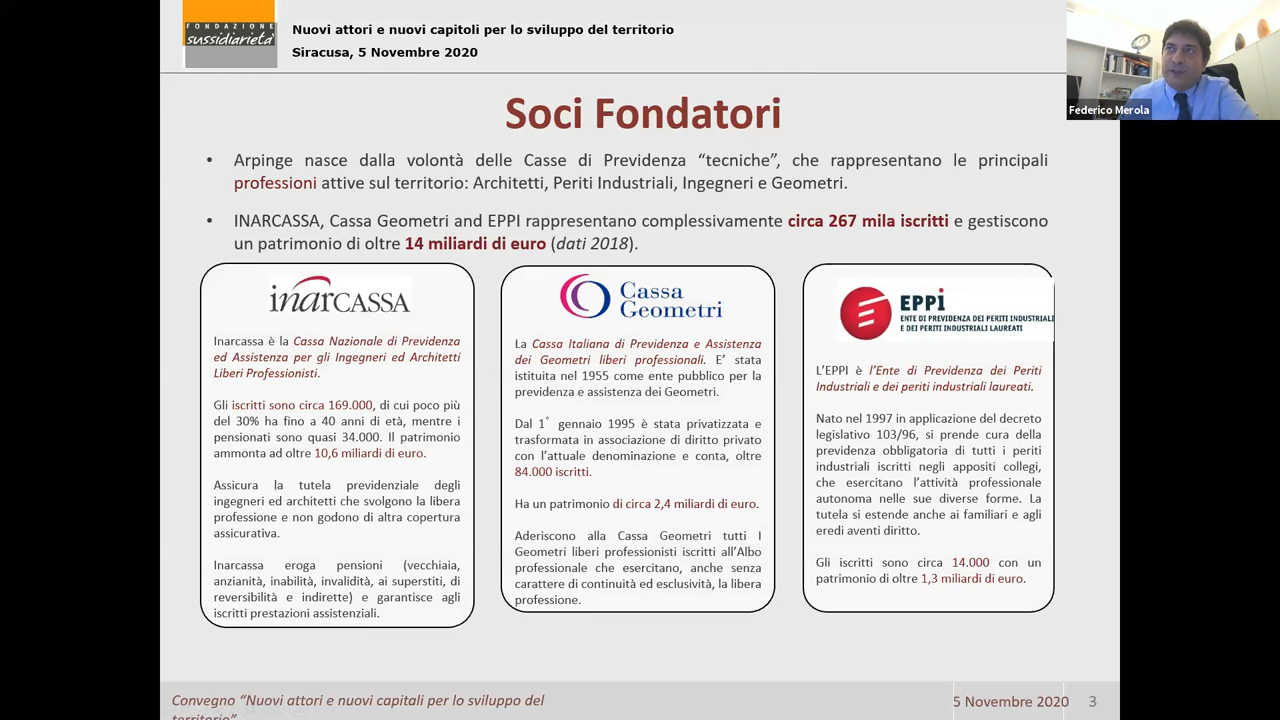 FONDAZIONE
sussidiarietà
Nuovi attori e nuovi capitoli per lo sviluppo del territorio
Siracusa, 5 Novembre 2020
Federico Merola
Soci Fondatori
• Arpinge nasce dalla volontà delle Casse di Previdenza “tecniche”, che rappresentano le principali
professioni attive sul territorio: Architetti, Periti Industriali, Ingegneri e Geometri.
• INARCASSA, Cassa Geometri and EPPI rappresentano complessivamente circa 267 mila iscritti e gestiscono
un patrimonio di oltre 14 miliardi di euro (dati 2018).
inarCASSA
Inarcassa è la Cassa Nazionale di Previdenza
ed Assistenza per gli Ingegneri ed Architetti
Liberi Professionisti.
Gli iscritti sono circa 169.000, di cui poco più
del 30% ha fino a 40 anni di età, mentre i
pensionati sono quasi 34.000. Il patrimonio
ammonta ad oltre 10,6 miliardi di euro.
Assicura la tutela previdenziale degli
ingegneri ed architetti che svolgono la libera
professione e non godono di altra copertura
assicurativa.
Inarcassa eroga pensioni (vecchiaia,
anzianità, inabilità, invalidità, ai superstiti, di
reversibilità e indirette) e garantisce agli
iscritti prestazioni assistenziali.
Cassa
Geometri
La Cassa Italiana di Previdenza e Assistenza
dei Geometri liberi professionali. E’ stata
istituita nel 1955 come ente pubblico per la
previdenza e assistenza dei Geometri.
Dal 1° gennaio 1995 è stata privatizzata e
trasformata in associazione di diritto privato
con l’attuale denominazione e conta, oltre
84.000 iscritti.
Ha un patrimonio di circa 2,4 miliardi di euro.
Aderiscono alla Cassa Geometri tutti I
Geometri liberi professionisti iscritti all’Albo
professionale che esercitano, anche senza
carattere di continuità ed esclusività, la libera
professione.
EPPi
ENTE DI PREVIDENZA DEI PERITI INDUSTRIALI
E DEI PERITI INDUSTRIALI LAUREATI
L’EPPI è l’Ente di Previdenza dei Periti
Industriali e dei periti industriali laureati.
Nato nel 1997 in applicazione del decreto
legislativo 103/96, si prende cura della
previdenza obbligatoria di tutti i periti
industriali iscritti negli appositi collegi,
che esercitano l’attività professionale
autonoma nelle sue diverse forme. La
tutela si estende anche ai familiari e agli
eredi aventi diritto.
Gli iscritti sono circa 14.000 con un
patrimonio di oltre 1,3 miliardi di euro.
Convegno “Nuovi attori e nuovi capitali per lo sviluppo del
territorio”
5 Novembre 2020 3